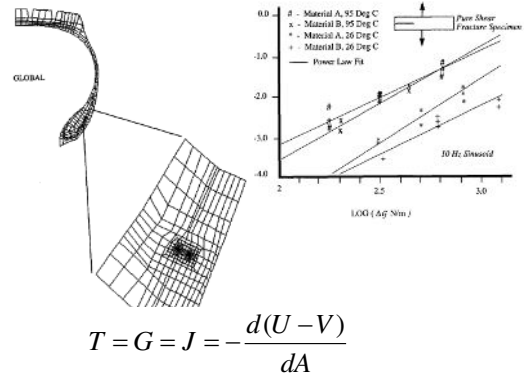 GLOBAL
0.0
-1.0
-2.0
-3.0
-4.0
# - Material A, 95 Deg C
x - Material B, 95 Deg C
* - Material A, 26 Deg C
+ - Material B, 26 Deg C
— Power Law Fit
Pure Shear
Fracture Specimen
10 Hz Sinusoid
2 2.5 3.0
LOG (ΔG N/m)
T = G = J = -\frac{d(U-V)}{dA}